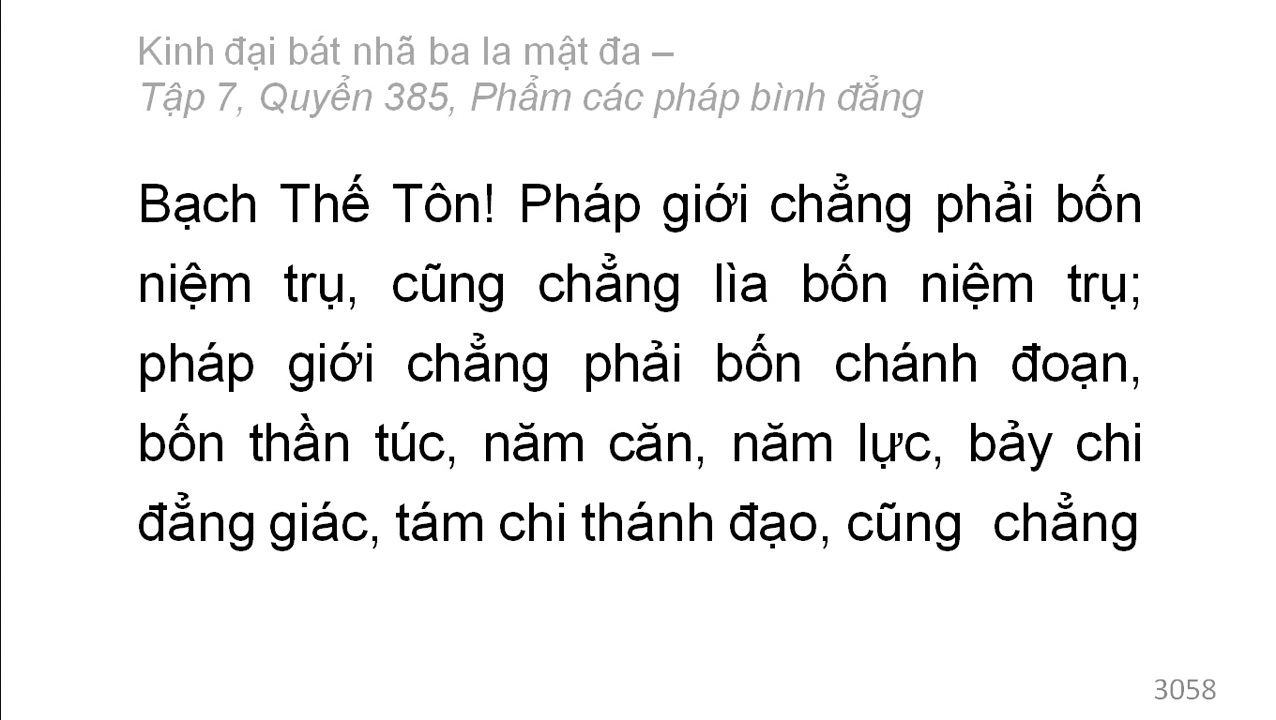 Kinh đại bát nhã ba la mật đa –
Tập 7, Quyển 385, Phẩm các pháp bình đẳng
Bạch Thế Tôn! Pháp giới chẳng phải bốn
niệm trụ, cũng chẳng lìa bốn niệm trụ;
pháp giới chẳng phải bốn chánh đoạn,
bốn thần túc, năm căn, năm lực, bảy chi
đẳng giác, tám chi thánh đạo, cũng chẳng
3058